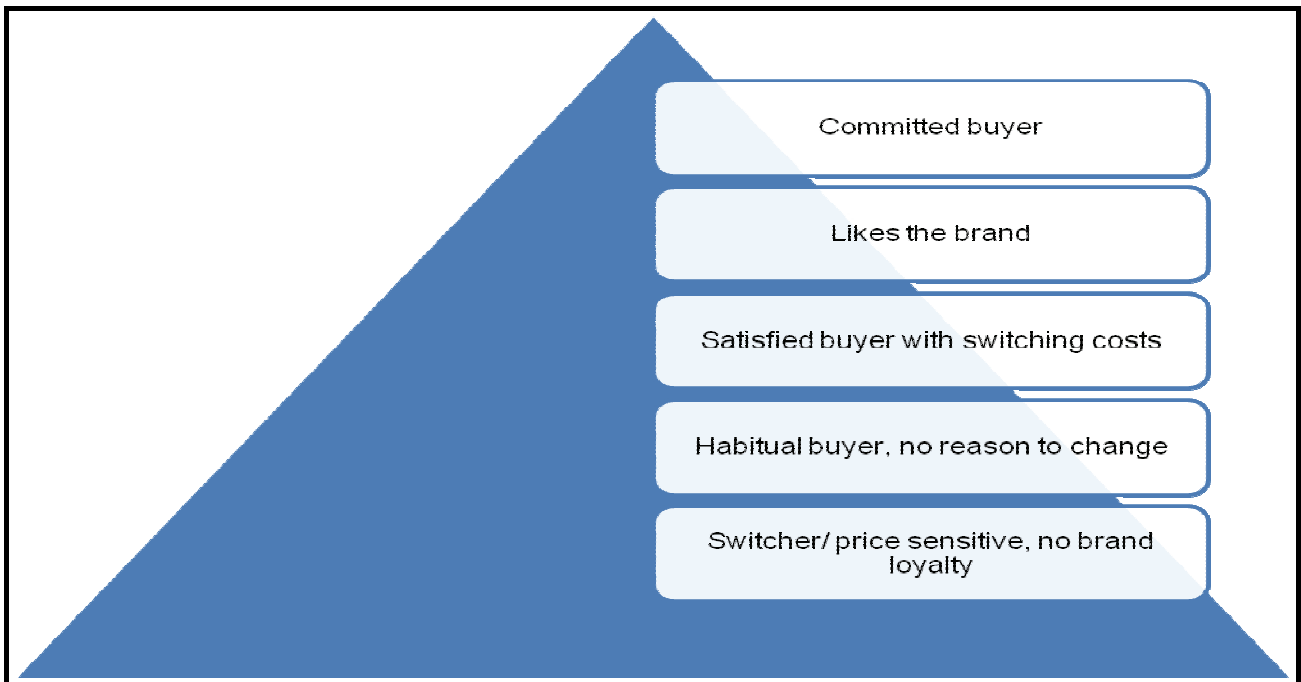 Committed buyer
Likes the brand
Satisfied buyer with switching costs
Habitual buyer, no reason to change
Switcher/ price sensitive, no brand
loyalty